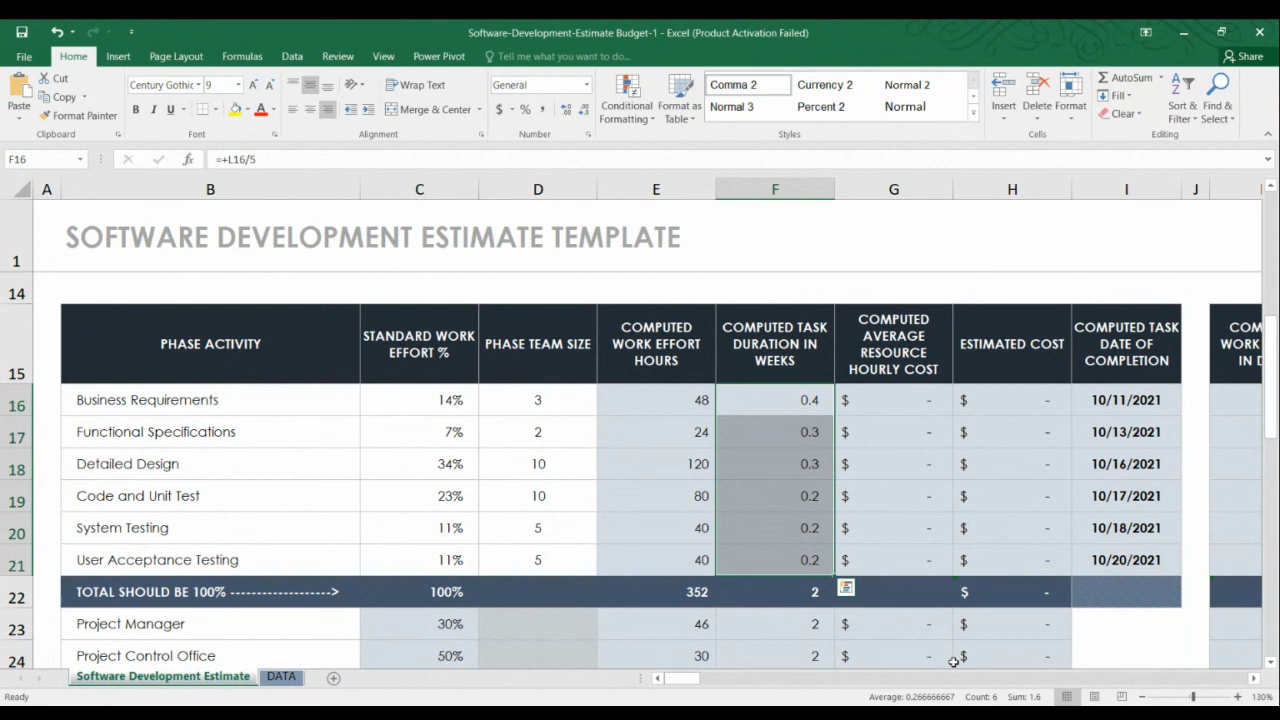 Software-Development-Estimate Budget-1 - Excel (Product Activation Failed)
File Home Insert Page Layout Formulas Data Review View Power Pivot Tell me what you want to do... Share
Paste
Cut
Copy
Format Painter
Clipboard
Century Gothic 9
B I U
Font
Wrap Text
Merge & Center
Alignment
General
$ % ,
Number
Conditional Formatting
Format as Table
Comma 2 Currency 2 Normal 2
Normal 3 Percent 2 Normal
Styles
Insert Delete Format
Cells
AutoSum
Fill
Clear
Sort & Filter
Find & Select
Editing
F16 fx =+L16/5
A B C D E F G H I J
1 SOFTWARE DEVELOPMENT ESTIMATE TEMPLATE
14
15
PHASE ACTIVITY
STANDARD WORK
EFFORT %
PHASE TEAM SIZE
COMPUTED
WORK EFFORT
HOURS
COMPUTED TASK
DURATION IN
WEEKS
COMPUTED
AVERAGE
RESOURCE
HOURLY COST
ESTIMATED COST
COMPUTED TASK
DATE OF
COMPLETION
16 Business Requirements 14% 3 48 0.4 $ - $ - 10/11/2021
17 Functional Specifications 7% 2 24 0.3 $ - $ - 10/13/2021
18 Detailed Design 34% 10 120 0.3 $ - $ - 10/16/2021
19 Code and Unit Test 23% 10 80 0.2 $ - $ - 10/17/2021
20 System Testing 11% 5 40 0.2 $ - $ - 10/18/2021
21 User Acceptance Testing 11% 5 40 0.2 $ - $ - 10/20/2021
22 TOTAL SHOULD BE 100% ------------------> 100% 352 2 $ -
23 Project Manager 30% 46 2 $ - $ -
24 Project Control Office 50% 30 2 $ - $ -
Software Development Estimate DATA
Ready Average: 0.266666667 Count: 6 Sum: 1.6 130%